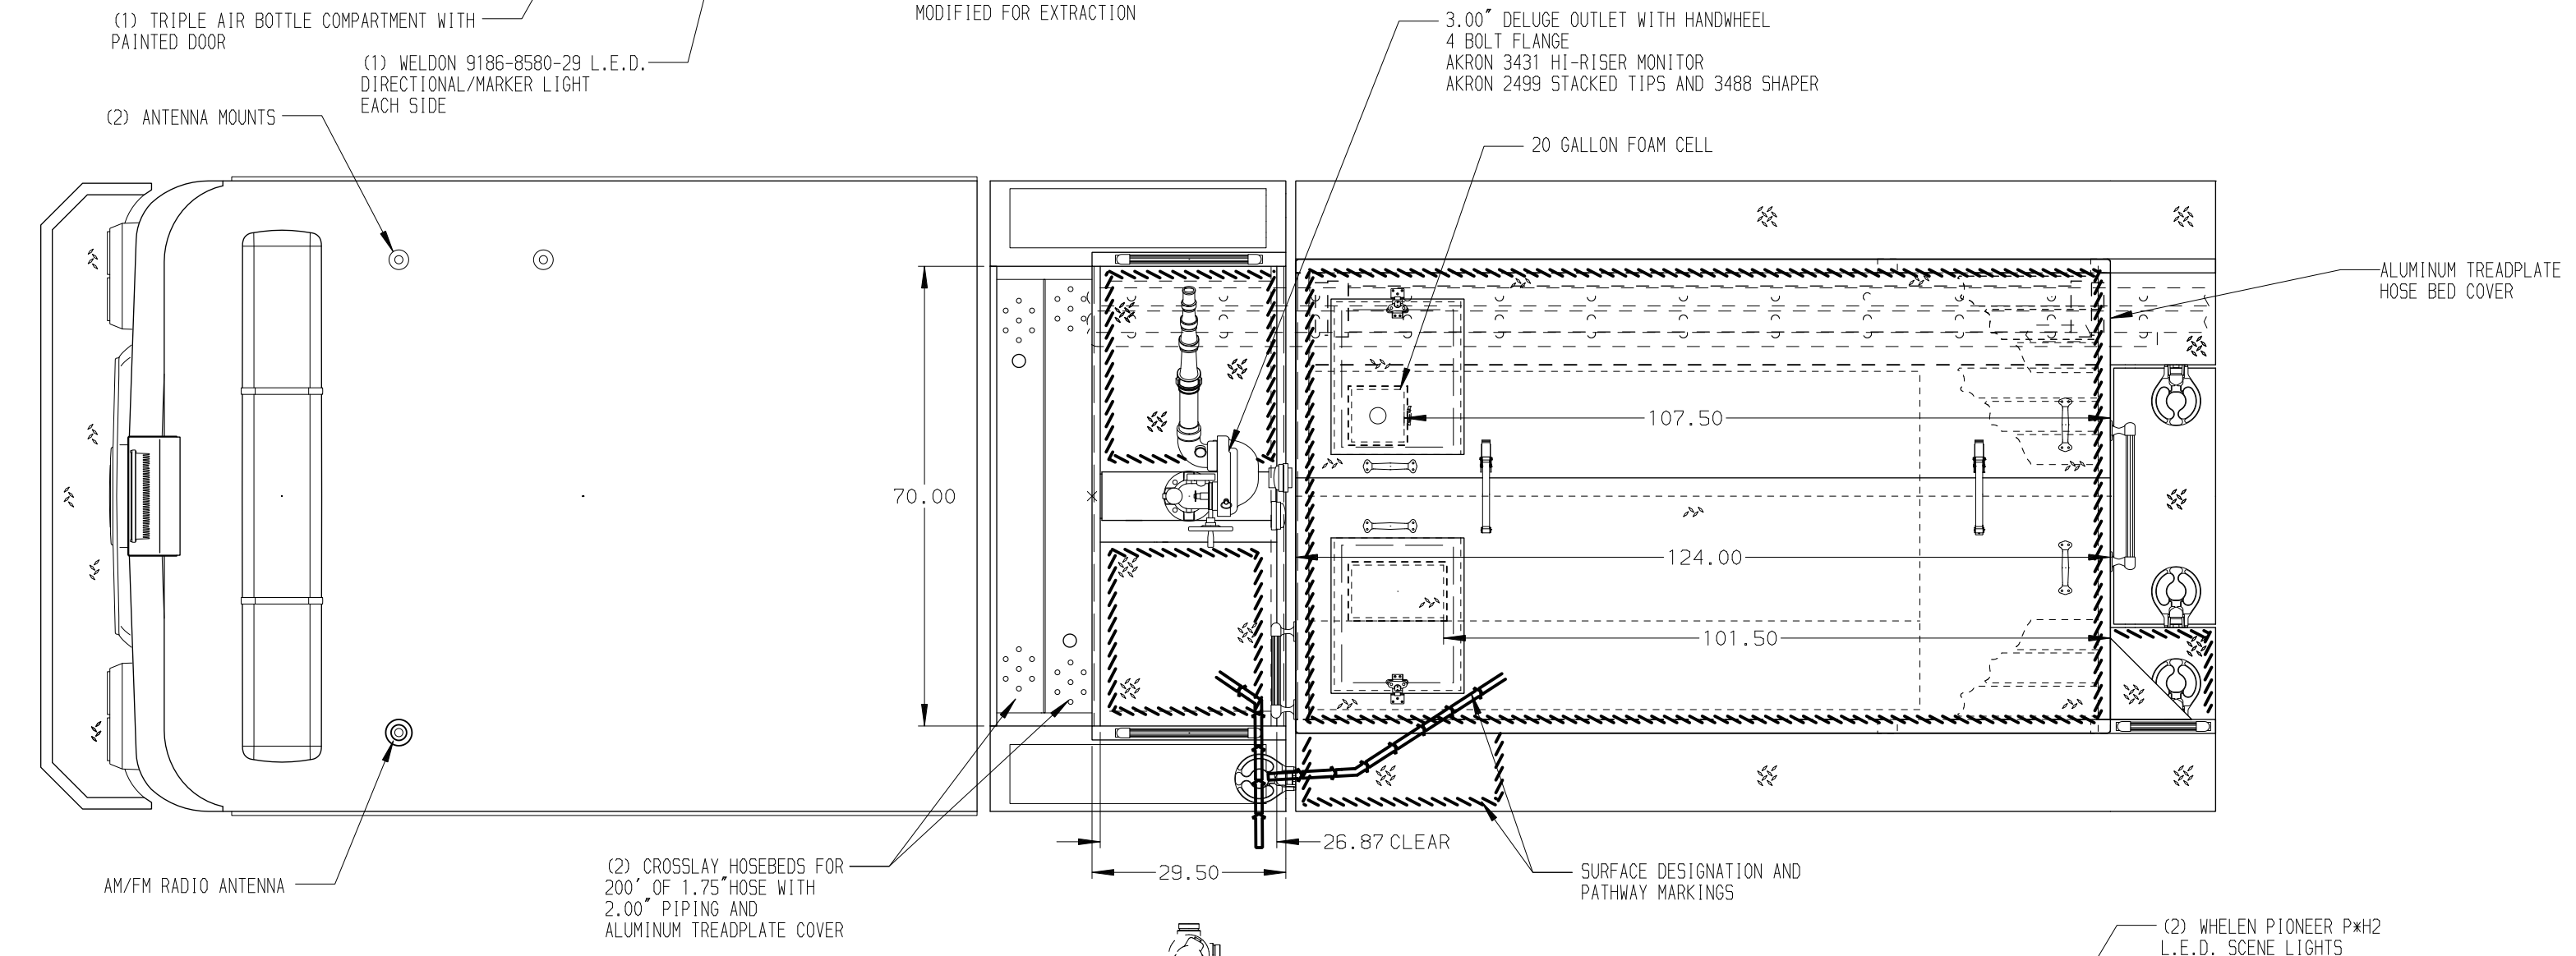 (1) TRIPLE AIR BOTTLE COMPARTMENT WITH
PAINTED DOOR
(1) WELDON 9186-8580-29 L.E.D.
DIRECTIONAL/MARKER LIGHT
EACH SIDE
MODIFIED FOR EXTRACTION
3.00" DELUGE OUTLET WITH HANDWHEEL
4 BOLT FLANGE
AKRON 3431 HI-RISER MONITOR
AKRON 2499 STACKED TIPS AND 3488 SHAPER
(2) ANTENNA MOUNTS
20 GALLON FOAM CELL
ALUMINUM TREADPLATE
HOSE BED COVER
107.50
70.00
124.00
101.50
26.87 CLEAR
29.50
AM/FM RADIO ANTENNA
(2) CROSSLAY HOSEBEDS FOR
200' OF 1.75" HOSE WITH
2.00" PIPING AND
ALUMINUM TREADPLATE COVER
SURFACE DESIGNATION AND
PATHWAY MARKINGS
(2) WHELEN PIONEER P*H2
L.E.D. SCENE LIGHTS